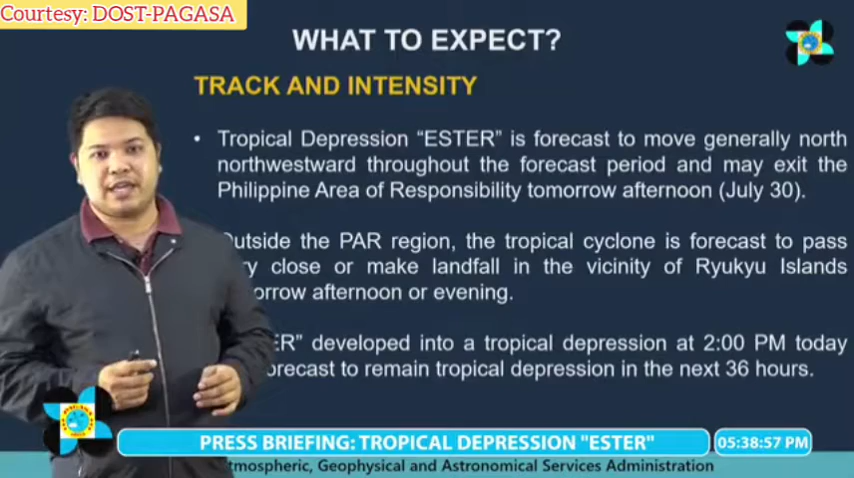 Courtesy: DOST-PAGASA
WHAT TO EXPECT?
TRACK AND INTENSITY
• Tropical Depression “ESTER” is forecast to move generally north
northwestward throughout the forecast period and may exit the
Philippine Area of Responsibility tomorrow afternoon (July 30).
Outside the PAR region, the tropical cyclone is forecast to pass
close or make landfall in the vicinity of Ryukyu Islands
afternoon or evening.
developed into a tropical depression at 2:00 PM today
forecast to remain tropical depression in the next 36 hours.
PRESS BRIEFING: TROPICAL DEPRESSION "ESTER"
05:38:57 PM
tmospheric, Geophysical and Astronomical Services Administration